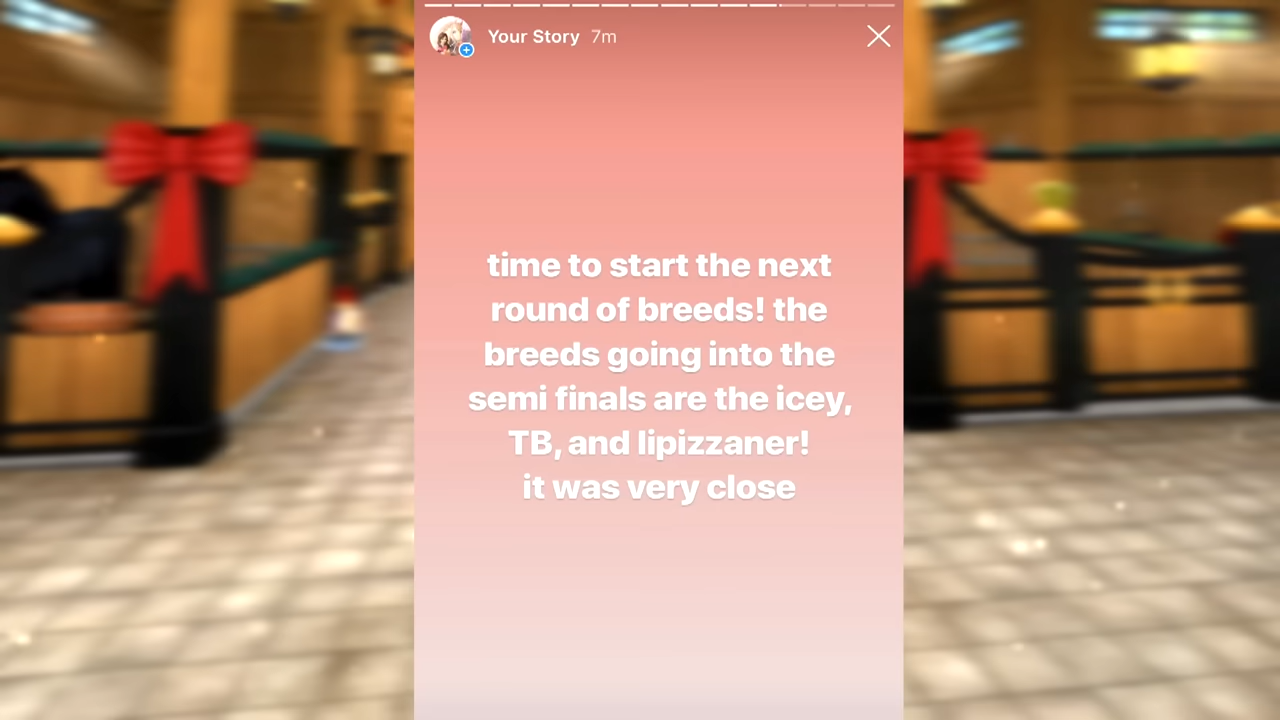 Your Story 7m
time to start the next
round of breeds! the
breeds going into the
semi finals are the icey,
TB, and lipizzaner!
it was very close